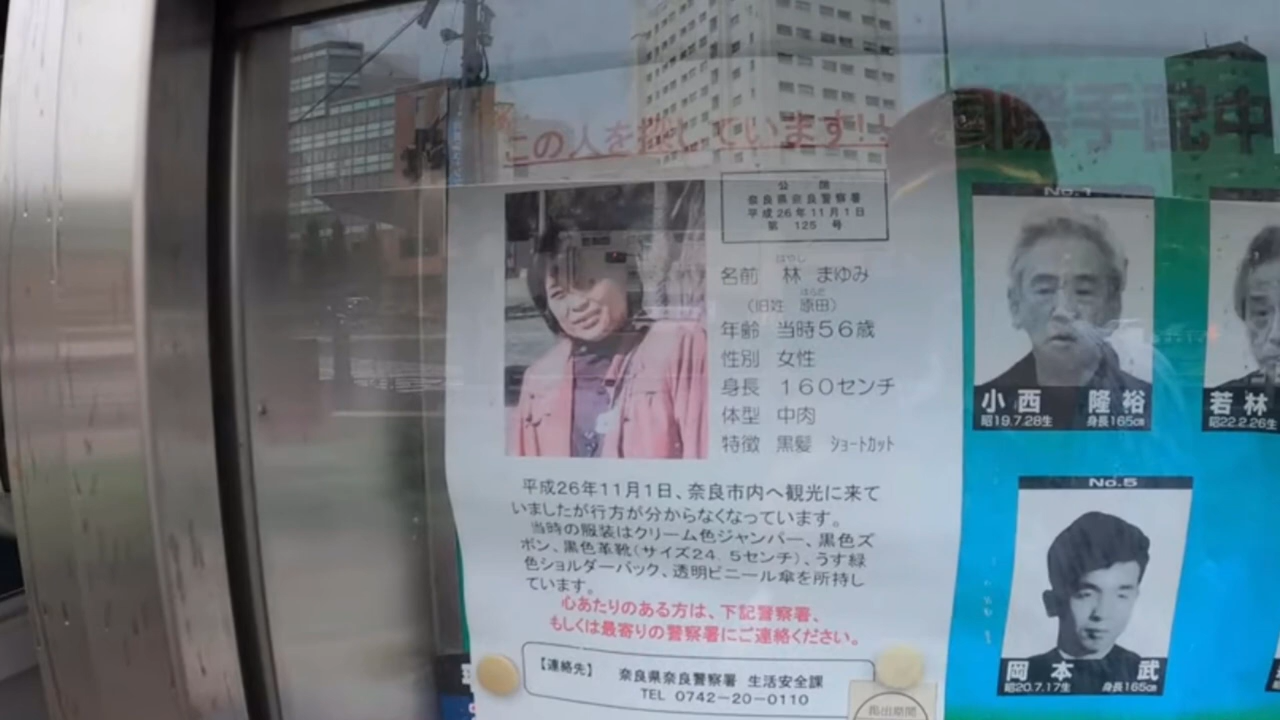 この人を捜しています!!
公開
奈良県奈良警察署
平成26年11月1日
第 125 号
はやし
名前 林 まゆみ
はらだ
(旧姓 原田)
年齢 当時56歳
性別 女性
身長 160センチ
体型 中肉
特徴 黒髪 ショートカット
平成26年11月1日、奈良市内へ観光に来て
いましたが行方が分からなくなっています。
当時の服装はクリーム色ジャンバー、黒色ズ
ボン、黒色革靴(サイズ24.5センチ)、うす緑
色ショルダーバック、透明ビニール傘を所持し
ています。
心あたりのある方は、下記警察署、
もしくは最寄りの警察署にご連絡ください。
【連絡先】 奈良県奈良警察署 生活安全課
TEL 0742-20-0110
掲出期間
国際手配中
No.1
小西 隆裕
昭19.7.28生 身長165cm
若林
昭22.2.26生
No.5
岡本 武
昭20.7.17生 身長165cm